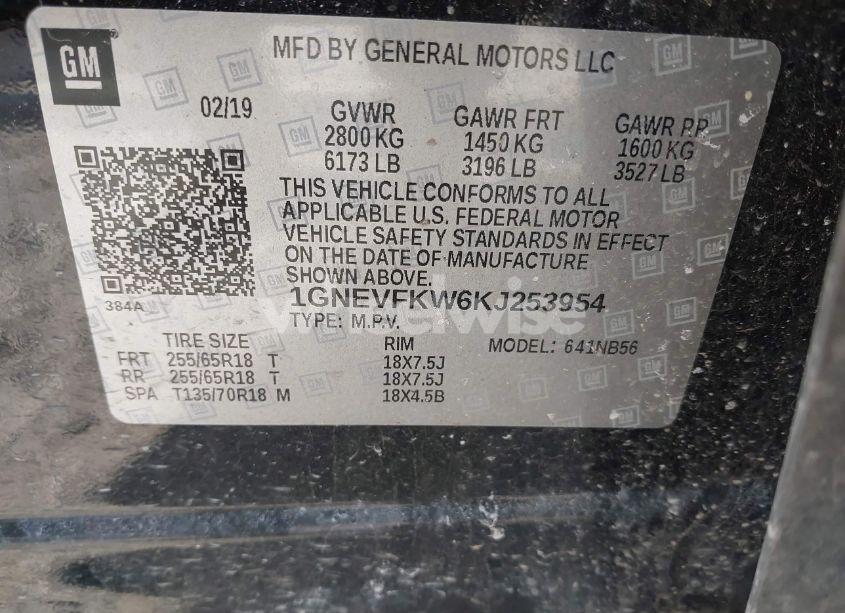 GM
MFD BY GENERAL MOTORS LLC
02/19
GVWR GAWR FRT GAWR RR
2800 KG 1450 KG 1600 KG
6173 LB 3196 LB 3527 LB
THIS VEHICLE CONFORMS TO ALL
APPLICABLE U.S. FEDERAL MOTOR
VEHICLE SAFETY STANDARDS IN EFFECT
ON THE DATE OF MANUFACTURE
SHOWN ABOVE.
384A
1GNEVFKW6KJ253954
TYPE: M.P.V.
TIRE SIZE RIM MODEL: 641NB56
FRT 255/65R18 T 18X7.5J
RR 255/65R18 T 18X7.5J
SPA T135/70R18 M 18X4.5B